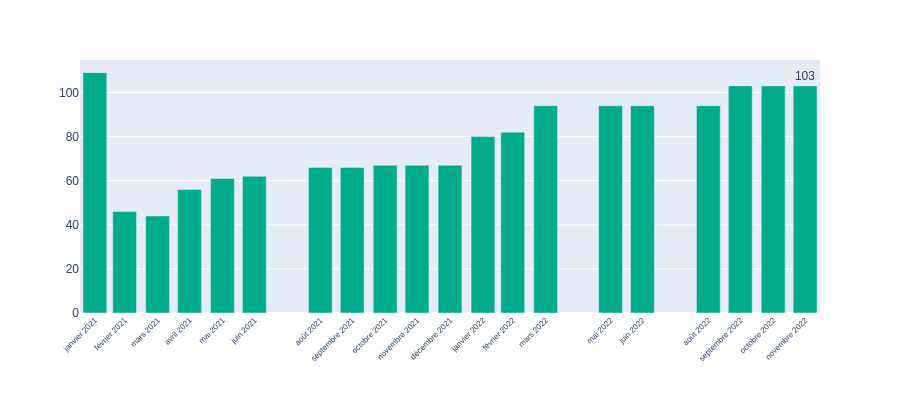 103
100
80
60
40
20
0
janvier 2021
février 2021
mars 2021
avril 2021
mai 2021
juin 2021
août 2021
septembre 2021
octobre 2021
novembre 2021
décembre 2021
janvier 2022
février 2022
mars 2022
mai 2022
juin 2022
août 2022
septembre 2022
octobre 2022
novembre 2022